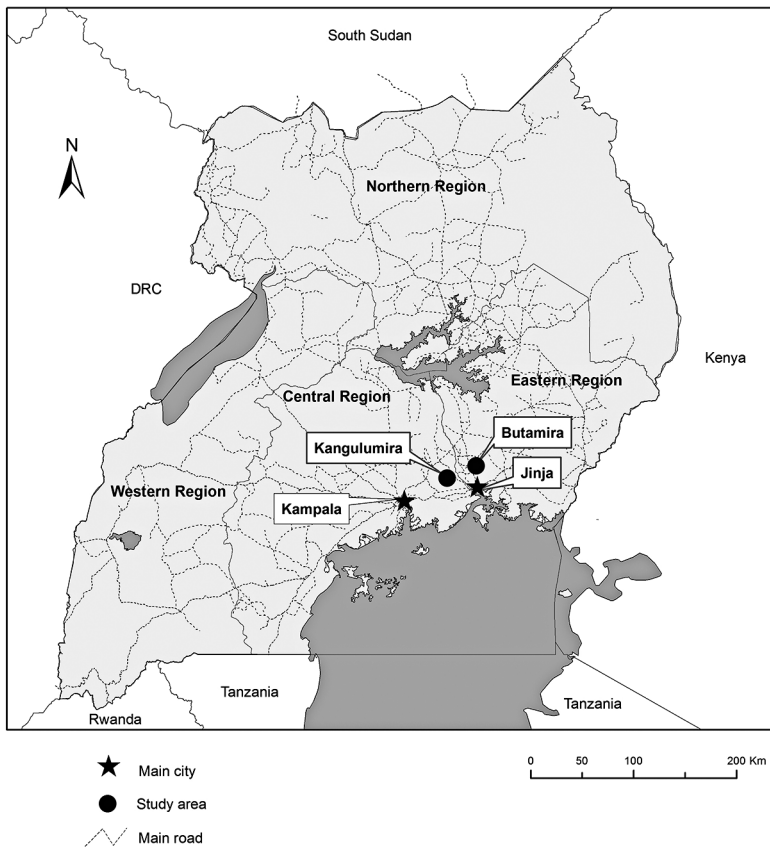 South Sudan
N
Northern Region
DRC
Kenya
Eastern Region
Central Region
Butamira
Kangulumira
Jinja
Western Region
Kampala
Tanzania
Tanzania
Rwanda
Main city
Study area
Main road
0 50 100 200 Km